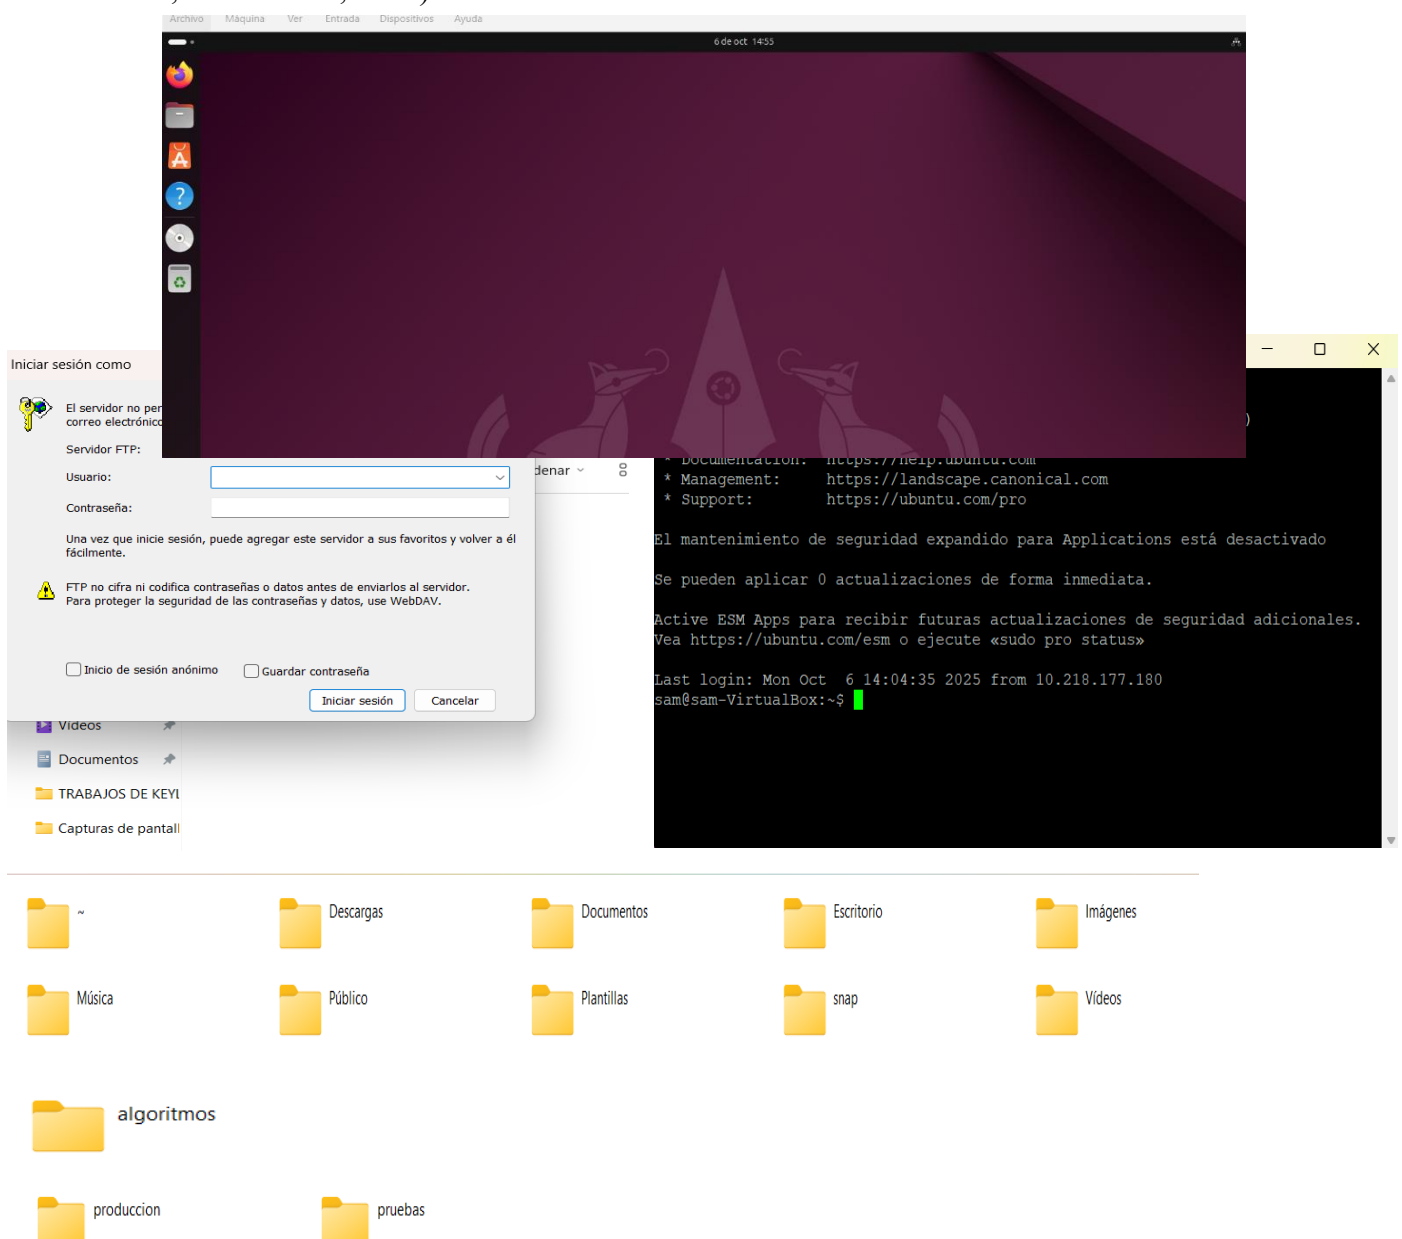 Archivo Máquina Ver Entrada Dispositivos Ayuda
6 de oct 14:55
Iniciar sesión como
El servidor no per
correo electrónico
Servidor FTP:
Usuario:
Contraseña:
Una vez que inicie sesión, puede agregar este servidor a sus favoritos y volver a él
fácilmente.
FTP no cifra ni codifica contraseñas o datos antes de enviarlos al servidor.
Para proteger la seguridad de las contraseñas y datos, use WebDAV.
Inicio de sesión anónimo Guardar contraseña
Iniciar sesión Cancelar
denar
Vídeos
Documentos
TRABAJOS DE KEYL
Capturas de pantall
)
* Documentation: https://help.ubuntu.com
* Management: https://landscape.canonical.com
* Support: https://ubuntu.com/pro
El mantenimiento de seguridad expandido para Applications está desactivado
Se pueden aplicar 0 actualizaciones de forma inmediata.
Active ESM Apps para recibir futuras actualizaciones de seguridad adicionales.
Vea https://ubuntu.com/esm o ejecute «sudo pro status»
Last login: Mon Oct 6 14:04:35 2025 from 10.218.177.180
sam@sam-VirtualBox:~$
~ Descargas Documentos Escritorio Imágenes
Música Público Plantillas snap Vídeos
algoritmos
produccion pruebas